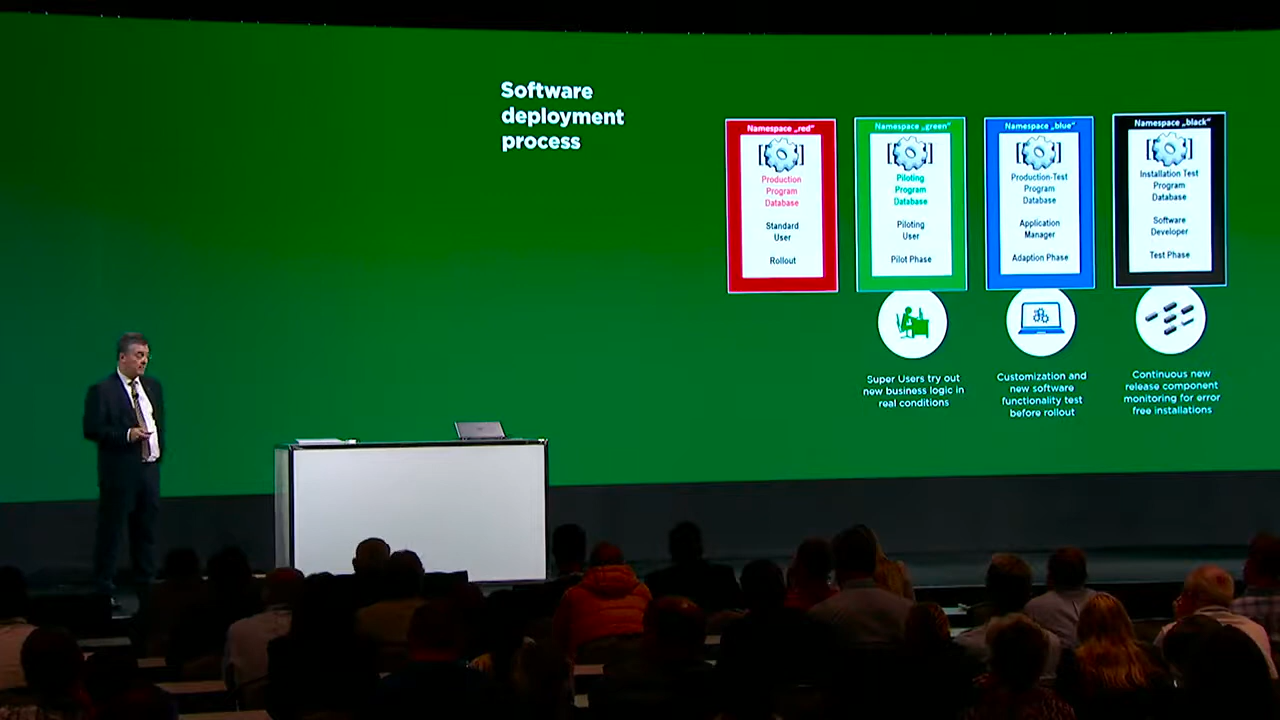 Software
deployment
process
Namespace „red“
Production
Program
Database
Standard
User
Rollout
Namespace „green“
Piloting
Program
Database
Piloting
User
Pilot Phase
Super Users try out
new business logic in
real conditions
Namespace „blue“
Production-Test
Program
Database
Application
Manager
Adaption Phase
Customization and
new software
functionality test
before rollout
Namespace „black“
Installation Test
Program
Database
Software
Developer
Test Phase
Continuous new
release component
monitoring for error
free installations